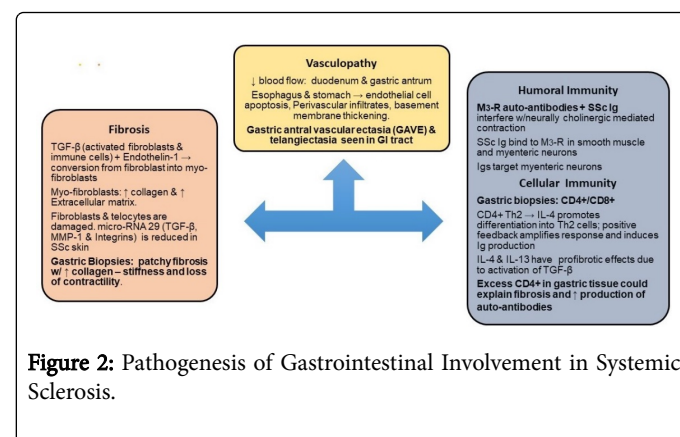 Vasculopathy
↓ blood flow: duodenum & gastric antrum
Esophagus & stomach → endothelial cell
apoptosis, Perivascular infiltrates, basement
membrane thickening.
Gastric antral vascular ectasia (GAVE) &
telangiectasia seen in GI tract
Fibrosis
TGF-β (activated fibroblasts &
immune cells) + Endothelin-1 →
conversion from fibroblast into myo-
fibroblasts
Myo-fibroblasts: ↑ collagen & ↑
Extracellular matrix.
Fibroblasts & telocytes are
damaged. micro-RNA 29 (TGF-β,
MMP-1 & Integrins) is reduced in
SSc skin
Gastric Biopsies: patchy fibrosis
w/ ↑ collagen – stiffness and loss
of contractility.
Humoral Immunity
M3-R auto-antibodies + SSc Ig
interfere w/neurally cholinergic mediated
contraction
SSc Ig bind to M3-R in smooth muscle
and myenteric neurons
Igs target myenteric neurons
Cellular Immunity
Gastric biopsies: CD4+/CD8+
CD4+ Th2 → IL-4 promotes
differentiation into Th2 cells; positive
feedback amplifies response and induces
Ig production
IL-4 & IL-13 have profibrotic effects due
to activation of TGF-β
Excess CD4+ in gastric tissue could
explain fibrosis and ↑ production of
auto-antibodies
Figure 2: Pathogenesis of Gastrointestinal Involvement in Systemic
Sclerosis.